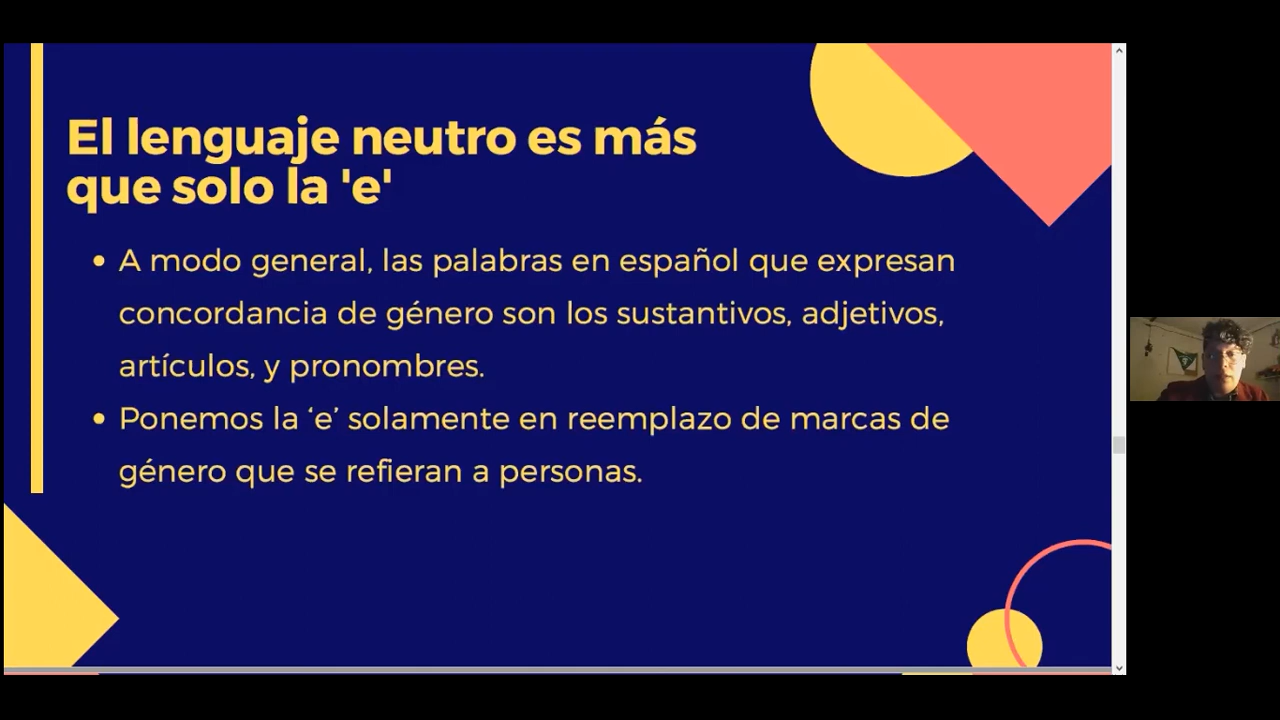 El lenguaje neutro es más
que solo la 'e'
• A modo general, las palabras en español que expresan
concordancia de género son los sustantivos, adjetivos,
artículos, y pronombres.
• Ponemos la ‘e’ solamente en reemplazo de marcas de
género que se refieran a personas.